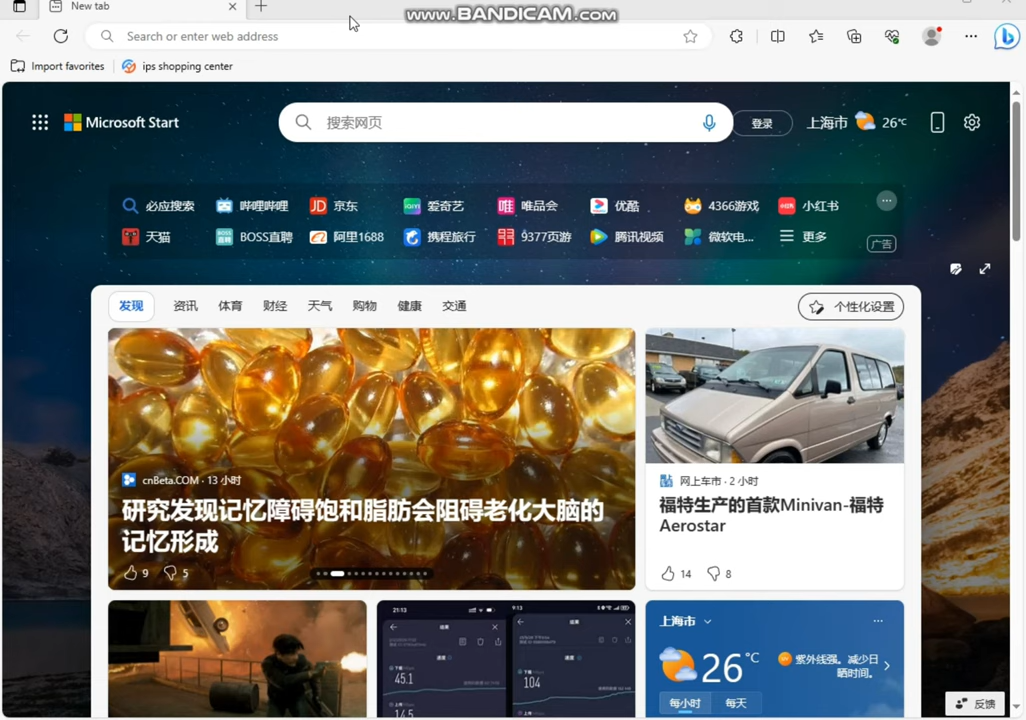 www.BANDICAM.com
New tab
Search or enter web address
Import favorites
ips shopping center
Microsoft Start
搜索网页
登录
上海市
26℃
必应搜索
哔哩哔哩
京东
爱奇艺
唯品会
优酷
4366游戏
小红书
天猫
BOSS直聘
阿里1688
携程旅行
9377页游
腾讯视频
微软电...
更多
广告
发现
资讯
体育
财经
天气
购物
健康
交通
个性化设置
cnBeta.COM · 13 小时
研究发现记忆障碍饱和脂肪会阻碍老化大脑的
记忆形成
9
5
网上车市 · 2 小时
福特生产的首款Minivan-福特
Aerostar
14
8
21:13
45.1
14.5
9:13
104
上海市
26°C
紫外线强。减少日
晒时间。
每小时
每天
反馈